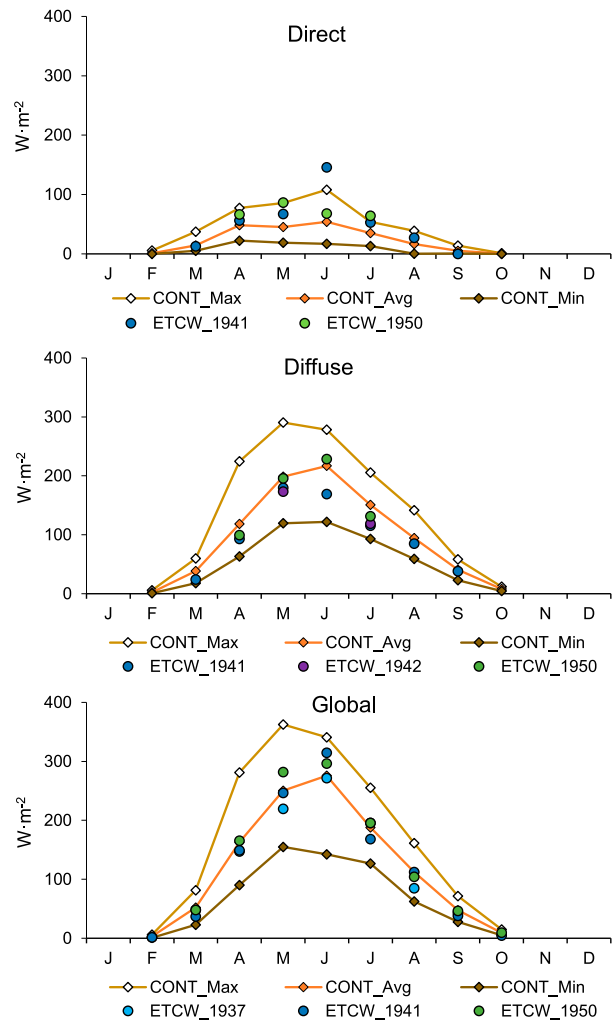 Direct
400
300
200
100
0
W·m⁻²
J F M A M J J A S O N D
CONT_Max CONT_Avg CONT_Min
ETCW_1941 ETCW_1950
Diffuse
400
300
200
100
0
J F M A M J J A S O N D
CONT_Max CONT_Avg CONT_Min
ETCW_1941 ETCW_1942 ETCW_1950
Global
400
300
200
100
0
W·m⁻²
J F M A M J J A S O N D
CONT_Max CONT_Avg CONT_Min
ETCW_1937 ETCW_1941 ETCW_1950